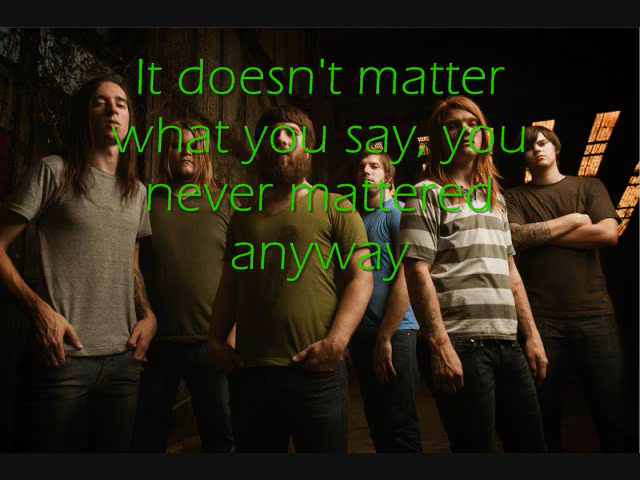 It doesn't matter
what you say, you
never mattered
anyway